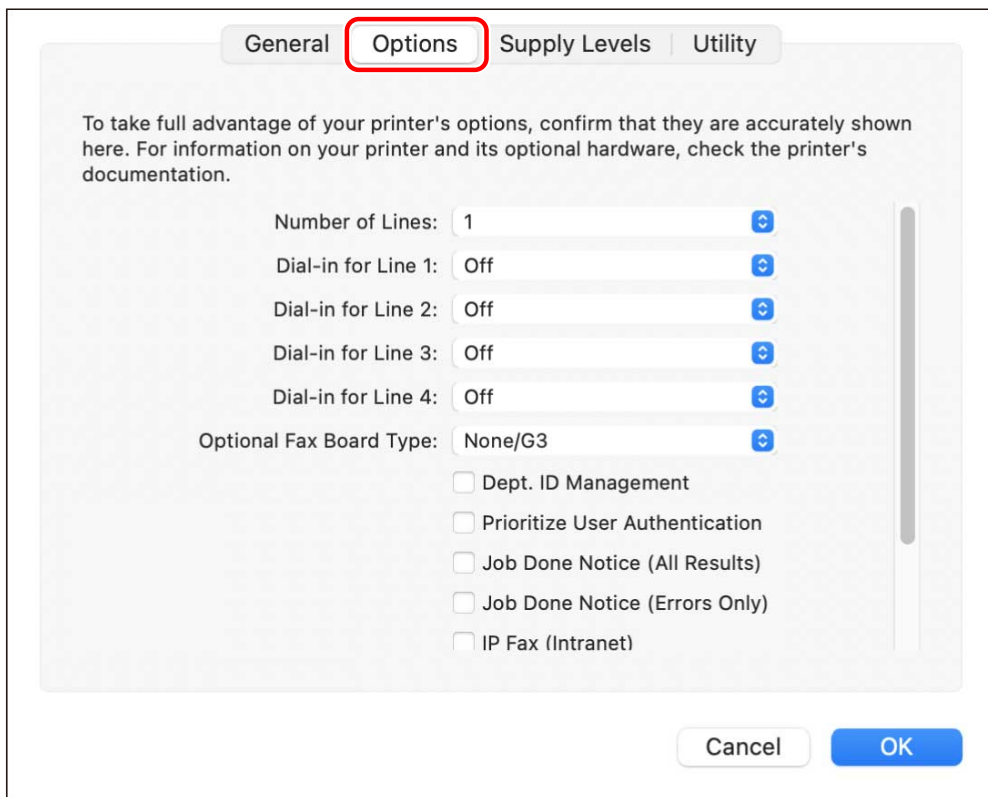 General Options Supply Levels Utility
To take full advantage of your printer's options, confirm that they are accurately shown
here. For information on your printer and its optional hardware, check the printer's
documentation.
Number of Lines: 1
Dial-in for Line 1: Off
Dial-in for Line 2: Off
Dial-in for Line 3: Off
Dial-in for Line 4: Off
Optional Fax Board Type: None/G3
Dept. ID Management
Prioritize User Authentication
Job Done Notice (All Results)
Job Done Notice (Errors Only)
IP Fax (Intranet)
Cancel OK